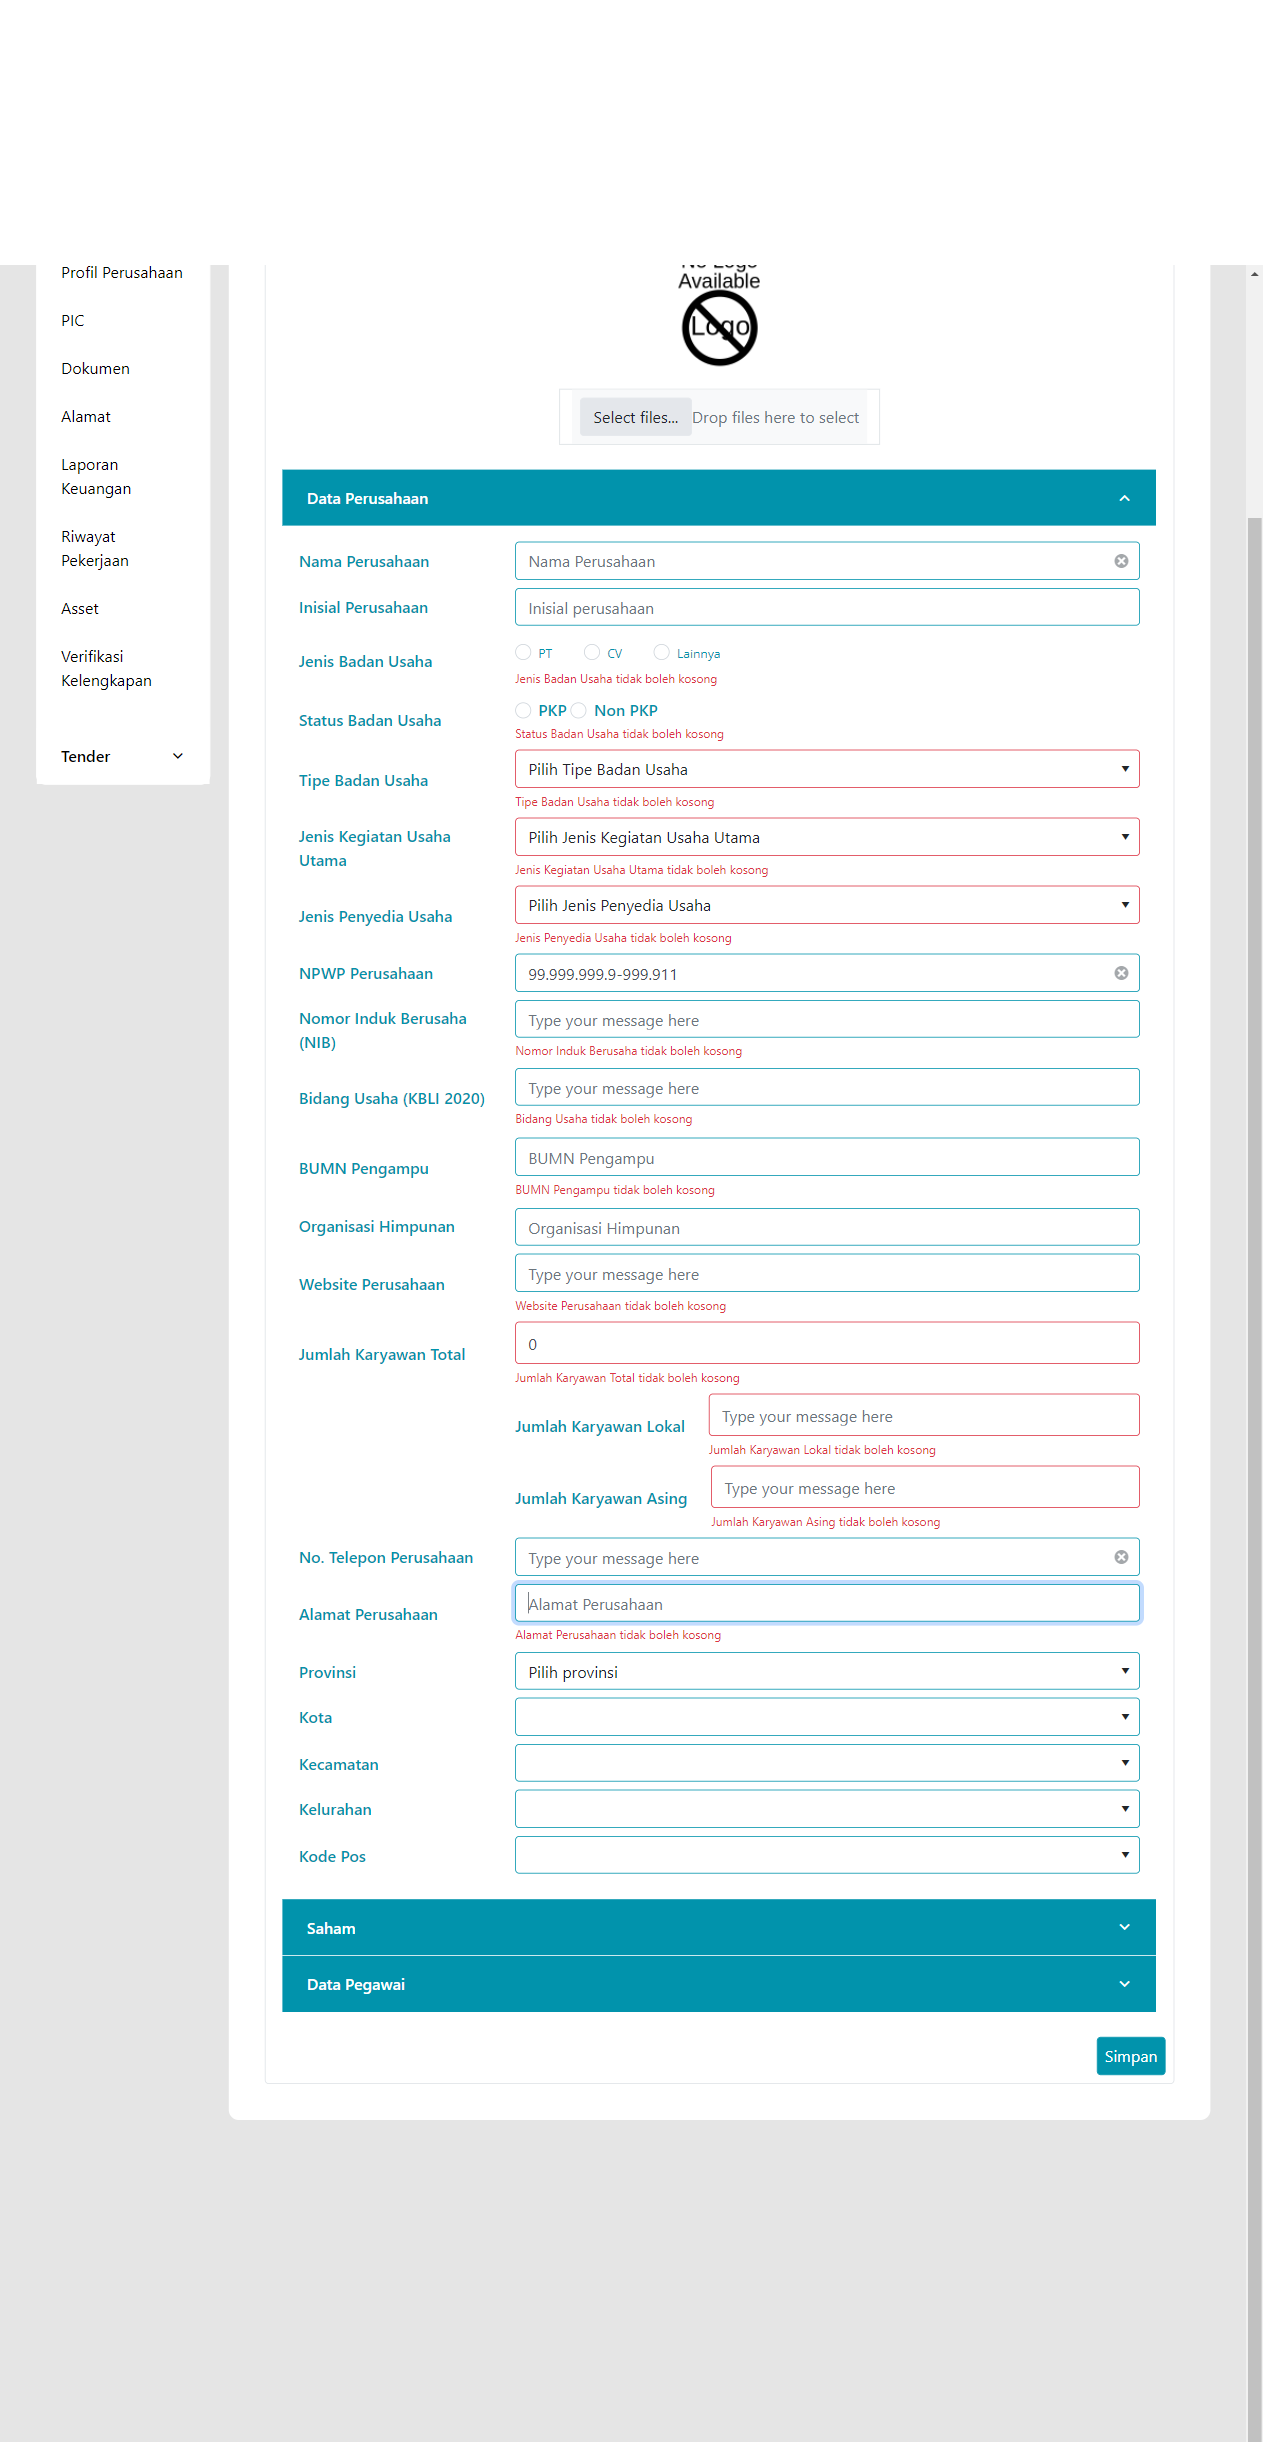 Profil Perusahaan
PIC
Dokumen
Alamat
Laporan
Keuangan
Riwayat
Pekerjaan
Asset
Verifikasi
Kelengkapan
Tender
No Logo
Available
Logo
Select files... Drop files here to select
Data Perusahaan
Nama Perusahaan Nama Perusahaan
Inisial Perusahaan Inisial perusahaan
Jenis Badan Usaha PT CV Lainnya
Jenis Badan Usaha tidak boleh kosong
Status Badan Usaha PKP Non PKP
Status Badan Usaha tidak boleh kosong
Tipe Badan Usaha Pilih Tipe Badan Usaha
Tipe Badan Usaha tidak boleh kosong
Jenis Kegiatan Usaha
Utama
Pilih Jenis Kegiatan Usaha Utama
Jenis Kegiatan Usaha Utama tidak boleh kosong
Jenis Penyedia Usaha Pilih Jenis Penyedia Usaha
Jenis Penyedia Usaha tidak boleh kosong
NPWP Perusahaan 99.999.999.9-999.911
Nomor Induk Berusaha
(NIB)
Type your message here
Nomor Induk Berusaha tidak boleh kosong
Bidang Usaha (KBLI 2020) Type your message here
Bidang Usaha tidak boleh kosong
BUMN Pengampu BUMN Pengampu
BUMN Pengampu tidak boleh kosong
Organisasi Himpunan Organisasi Himpunan
Website Perusahaan Type your message here
Website Perusahaan tidak boleh kosong
Jumlah Karyawan Total 0
Jumlah Karyawan Total tidak boleh kosong
Jumlah Karyawan Lokal Type your message here
Jumlah Karyawan Lokal tidak boleh kosong
Jumlah Karyawan Asing Type your message here
Jumlah Karyawan Asing tidak boleh kosong
No. Telepon Perusahaan Type your message here
Alamat Perusahaan Alamat Perusahaan
Alamat Perusahaan tidak boleh kosong
Provinsi Pilih provinsi
Kota
Kecamatan
Kelurahan
Kode Pos
Saham
Data Pegawai
Simpan